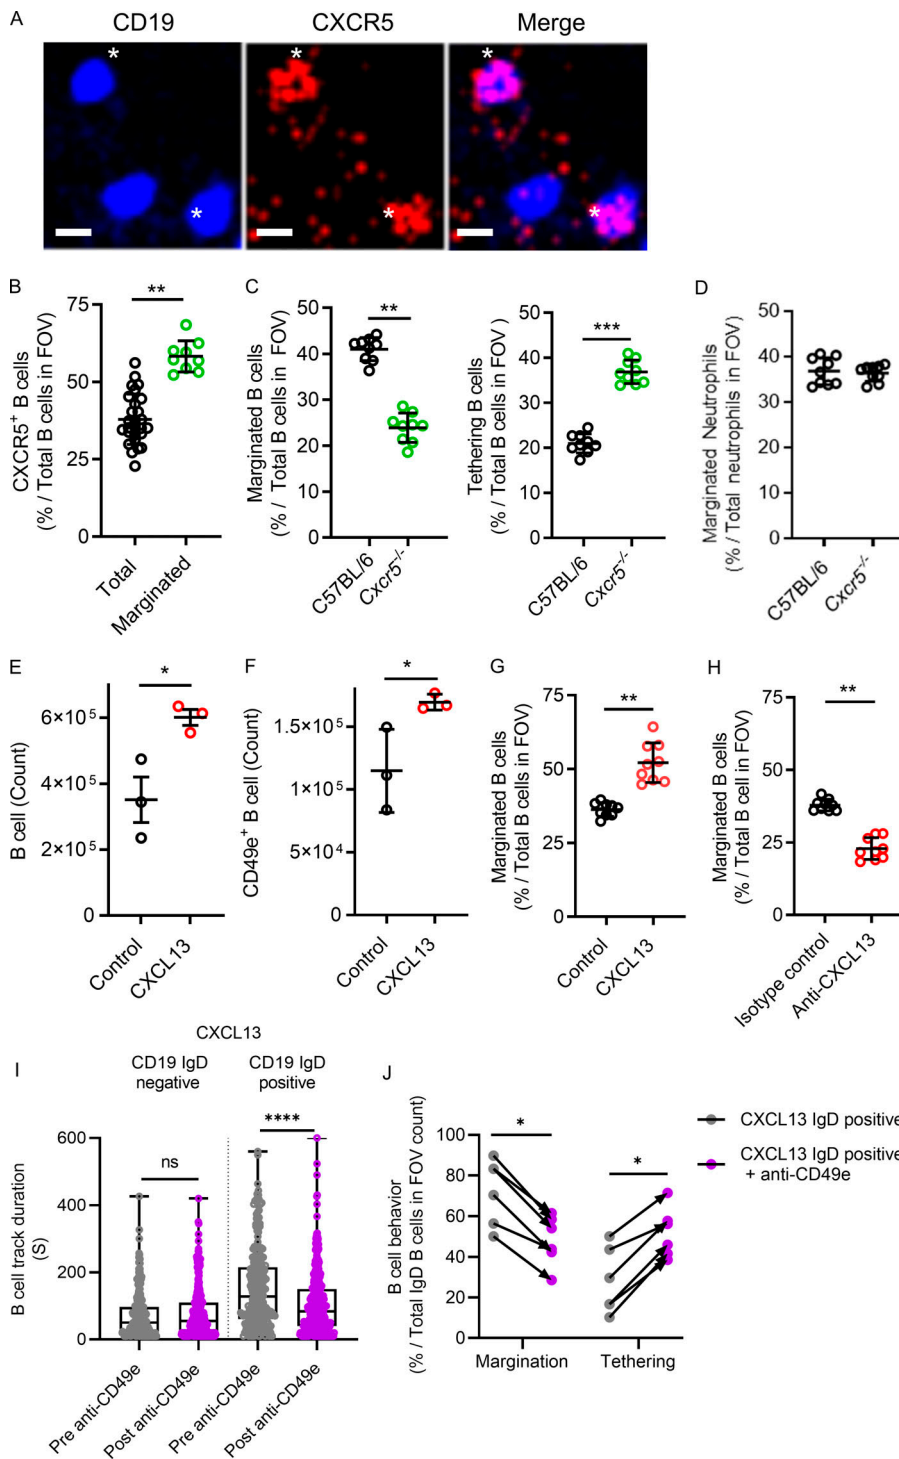 A
CD19
CXCR5
Merge
*
*
*
*
*
*
B
CXCR5⁺ B cells
(% / Total B cells in FOV)
75
50
25
0
**
Total
Marginated
C
Marginated B cells
(% / Total B cells in FOV)
50
40
30
20
10
0
**
C57BL/6
Cxcr5⁻/⁻
Tethering B cells
(% / Total B cells in FOV )
40
30
20
10
0
***
C57BL/6
Cxcr5⁻/⁻
D
Marginated Neutrophils
(% / Total neutrophils in FOV)
50
40
30
20
10
0
C57BL/6
Cxcr5⁻/⁻
E
B cell (Count)
6×10⁵
4×10⁵
2×10⁵
0
*
Control
CXCL13
F
CD49e⁺ B cell (Count)
1.5×10⁵
1×10⁵
5×10⁴
0
*
Control
CXCL13
G
Marginated B cells
(% / Total B cell in FOV)
75
50
25
0
**
Control
CXCL13
H
Marginated B cells
(% / Total B cell in FOV)
75
50
25
0
**
Isotype control
Anti-CXCL13
I
CXCL13
CD19 IgD
negative
CD19 IgD
positive
B cell track duration
(S)
600
400
200
0
ns
****
Pre anti-CD49e
Post anti-CD49e
Pre anti-CD49e
Post anti-CD49e
J
B cell behavior
(% / Total IgD B cells in FOV count)
100
80
60
40
20
0
*
*
Margination
Tethering
CXCL13 IgD positive
CXCL13 IgD positive
+ anti-CD49e